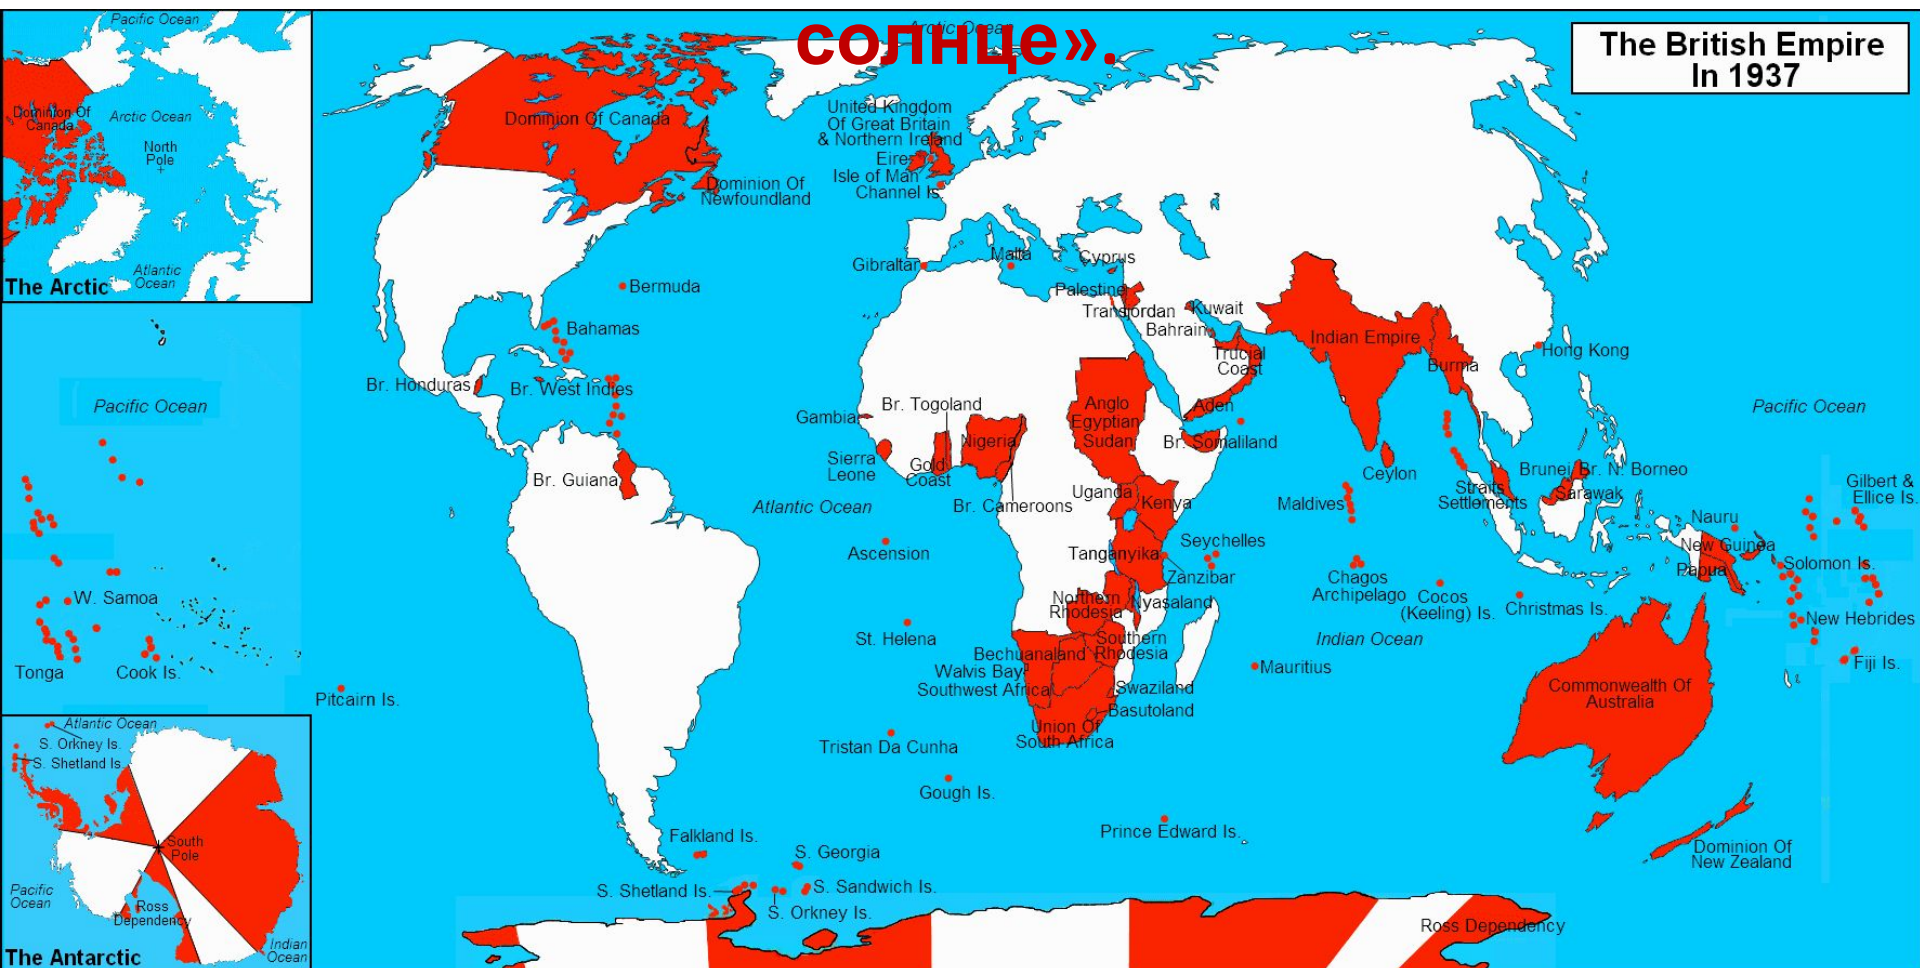 солнце».
The British Empire
In 1937
Pacific Ocean
Dominion Of
Canada
Arctic Ocean
North
Pole
Atlantic
Ocean
The Arctic
Arctic Ocean
Dominion Of Canada
Dominion Of
Newfoundland
United Kingdom
Of Great Britain
& Northern Ireland
Eire
Isle of Man
Channel Is.
Gibraltar
Malta
Cyprus
Palestine
Transjordan
Kuwait
Bahrain
Trucial
Coast
Aden
Indian Empire
Burma
Hong Kong
Bermuda
Bahamas
Br. Honduras
Br. West Indies
Br. Guiana
Pacific Ocean
Gambia
Br. Togoland
Sierra
Leone
Gold
Coast
Nigeria
Br. Cameroons
Anglo
Egyptian
Sudan
Br. Somaliland
Uganda
Kenya
Tanganyika
Zanzibar
Seychelles
Ceylon
Maldives
Straits
Settlements
Brunei
Br. N. Borneo
Sarawak
Pacific Ocean
Gilbert &
Ellice Is.
Nauru
New Guinea
Papua
Solomon Is.
New Hebrides
Fiji Is.
Atlantic Ocean
Ascension
St. Helena
Northern
Rhodesia
Nyasaland
Southern
Rhodesia
Bechuanaland
Walvis Bay
Southwest Africa
Swaziland
Basutoland
Union Of
South Africa
Chagos
Archipelago
Cocos
(Keeling) Is.
Christmas Is.
Indian Ocean
Mauritius
Commonwealth Of
Australia
Dominion Of
New Zealand
W. Samoa
Tonga
Cook Is.
Pitcairn Is.
Tristan Da Cunha
Gough Is.
Prince Edward Is.
Falkland Is.
S. Georgia
S. Shetland Is.
S. Sandwich Is.
S. Orkney Is.
Ross Dependency
Atlantic Ocean
S. Orkney Is.
S. Shetland Is.
South
Pole
Pacific
Ocean
Ross
Dependency
Indian
Ocean
The Antarctic